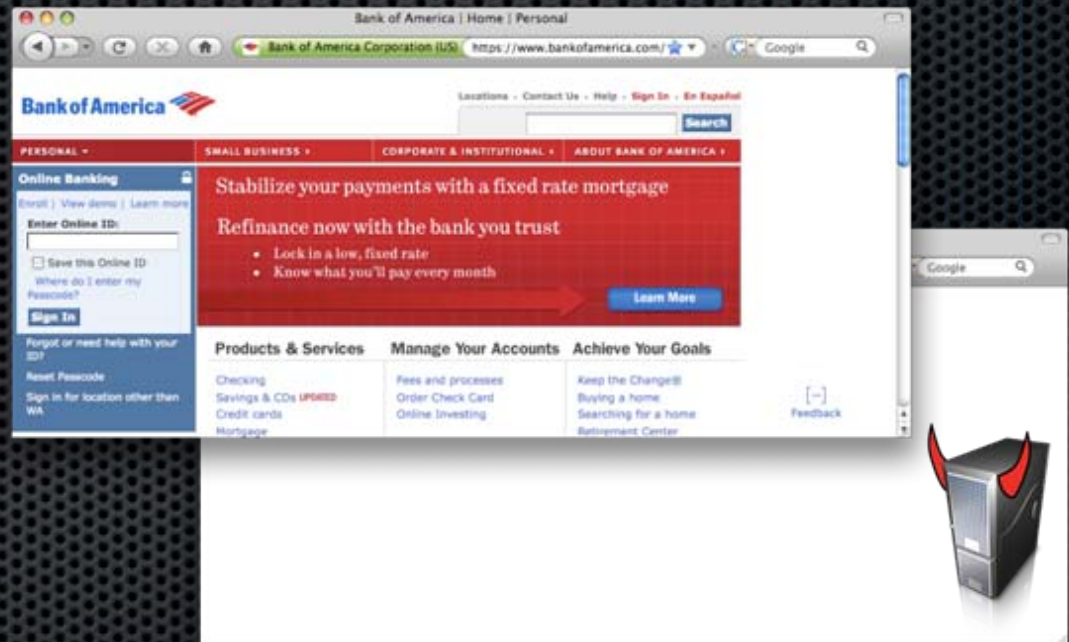 Bank of America | Home | Personal
Bank of America Corporation (US) https://www.bankofamerica.com/ Google
Bank of America
Locations · Contact Us · Help · Sign In · En Español
Search
PERSONAL SMALL BUSINESS CORPORATE & INSTITUTIONAL ABOUT BANK OF AMERICA
Online Banking
Enroll | View demo | Learn more
Enter Online ID:
Save this Online ID
Where do I enter my
Passcode?
Sign In
Forgot or need help with your
ID?
Reset Passcode
Sign in for location other than
WA
Stabilize your payments with a fixed rate mortgage
Refinance now with the bank you trust
• Lock in a low, fixed rate
• Know what you'll pay every month
Learn More
Products & Services
Checking
Savings & CDs UPDATED
Credit cards
Mortgage
Manage Your Accounts
Fees and processes
Order Check Card
Online Investing
Achieve Your Goals
Keep the Change®
Buying a home
Searching for a home
Retirement Center
[-]
Feedback
Google